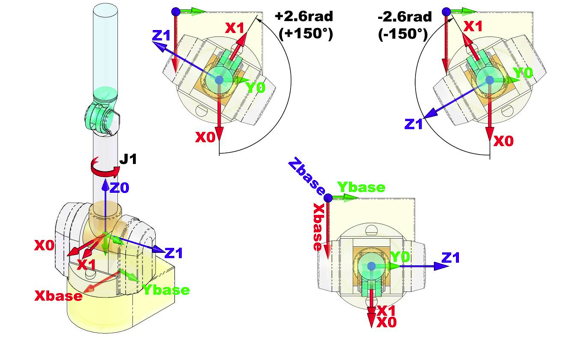 +2.6rad
(+150°)
X1
Z1
Y0
X0
-2.6rad
(-150°)
X1
Z1
Y0
X0
J1
Z0
X0
X1
Z1
Xbase
Ybase
Zbase
Ybase
Xbase
Y0
Z1
X1
X0